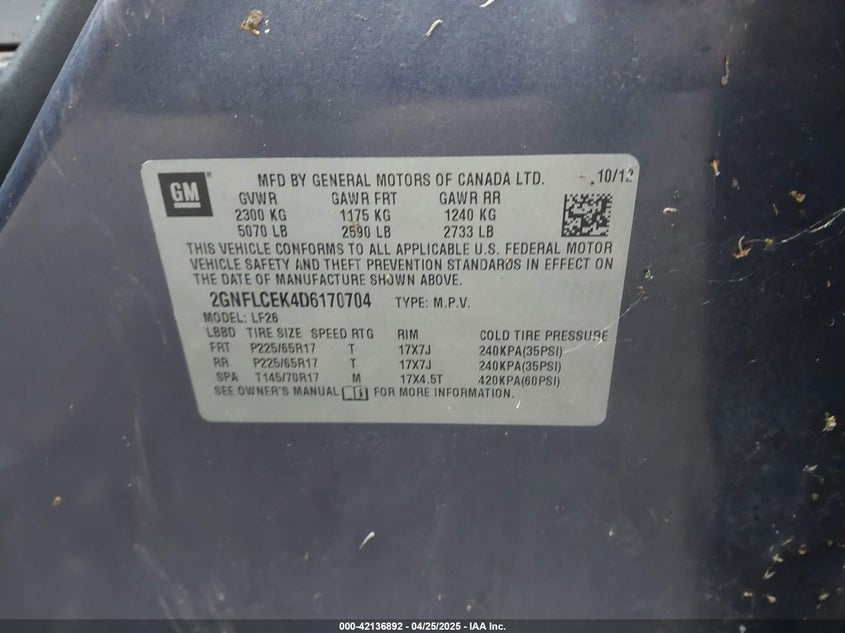 GM
MFD BY GENERAL MOTORS OF CANADA LTD. 10/12
GVWR GAWR FRT GAWR RR
2300 KG 1175 KG 1240 KG
5070 LB 2590 LB 2733 LB
THIS VEHICLE CONFORMS TO ALL APPLICABLE U.S. FEDERAL MOTOR
VEHICLE SAFETY AND THEFT PREVENTION STANDARDS IN EFFECT ON
THE DATE OF MANUFACTURE SHOWN ABOVE.
2GNFLCEK4D6170704 TYPE: M.P.V.
MODEL: LF26
LBBD TIRE SIZE SPEED RTG RIM COLD TIRE PRESSURE
FRT P225/65R17 T 17X7J 240KPA(35PSI)
RR P225/65R17 T 17X7J 240KPA(35PSI)
SPA T145/70R17 M 17X4.5T 420KPA(60PSI)
SEE OWNER'S MANUAL FOR MORE INFORMATION.
000-42136892 - 04/25/2025 - IAA Inc.